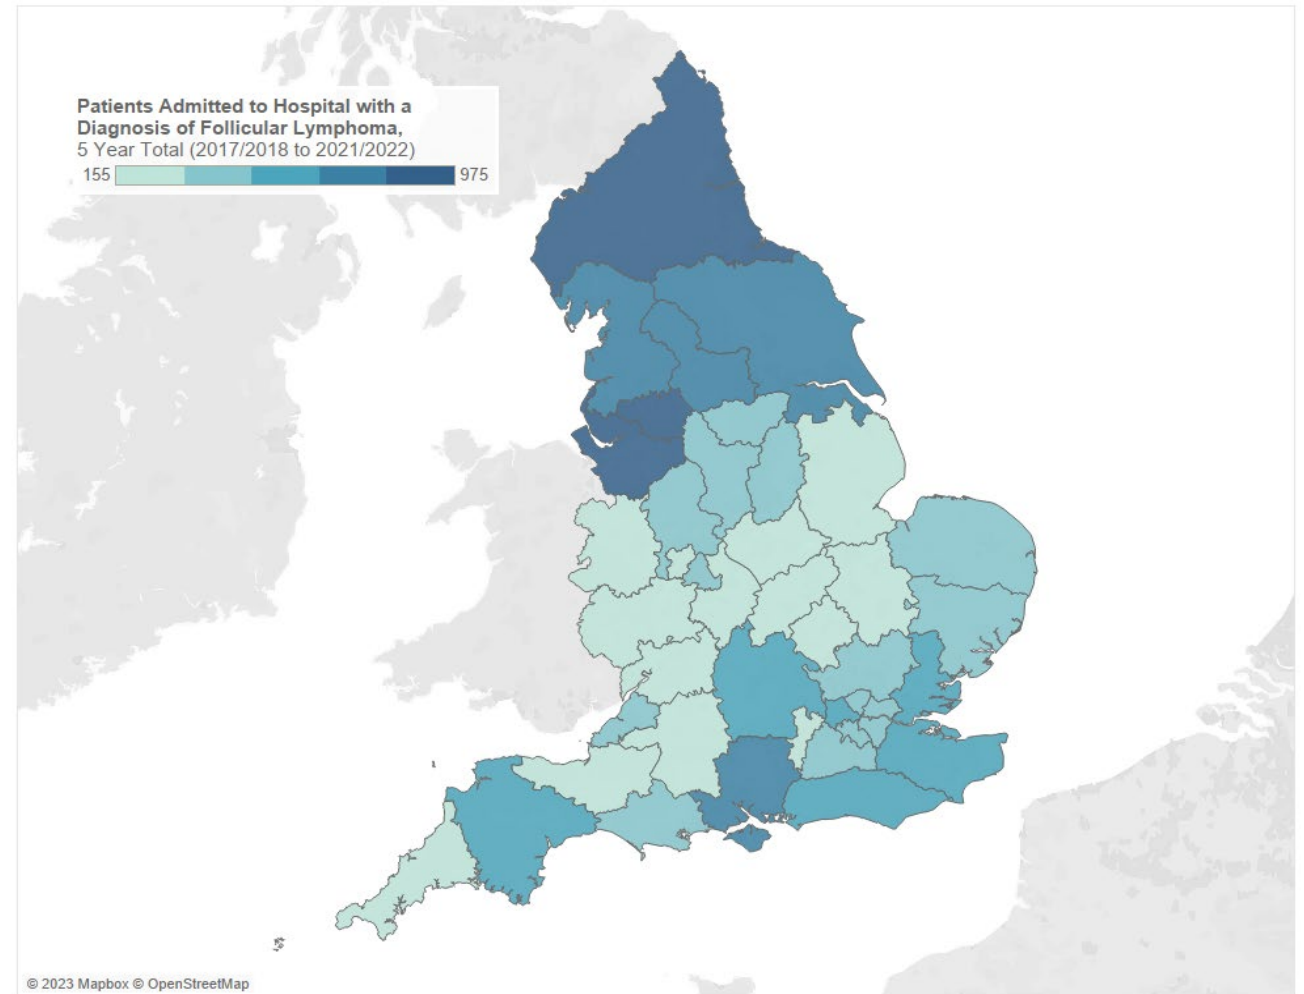 Patients Admitted to Hospital with a
Diagnosis of Follicular Lymphoma,
5 Year Total (2017/2018 to 2021/2022)
155 975
© 2023 Mapbox © OpenStreetMap